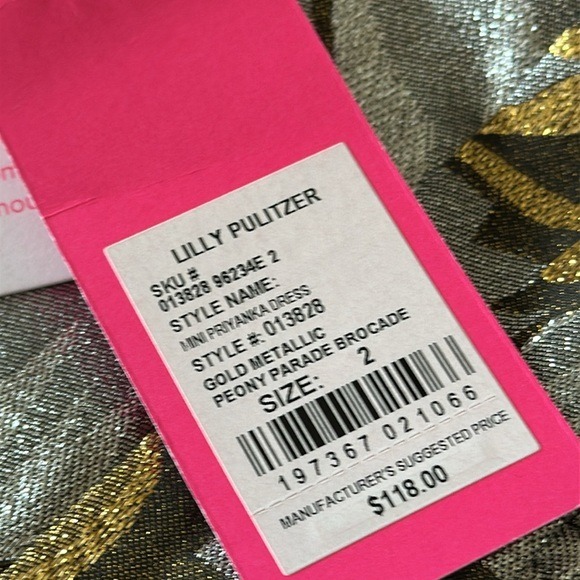 LILLY PULITZER
SKU #
013828 96234E 2
STYLE NAME:
MINI PRIYANKA DRESS
STYLE #: 013828
GOLD METALLIC
PEONY PARADE BROCADE
SIZE: 2
197367 021066
MANUFACTURER'S SUGGESTED PRICE
$118.00